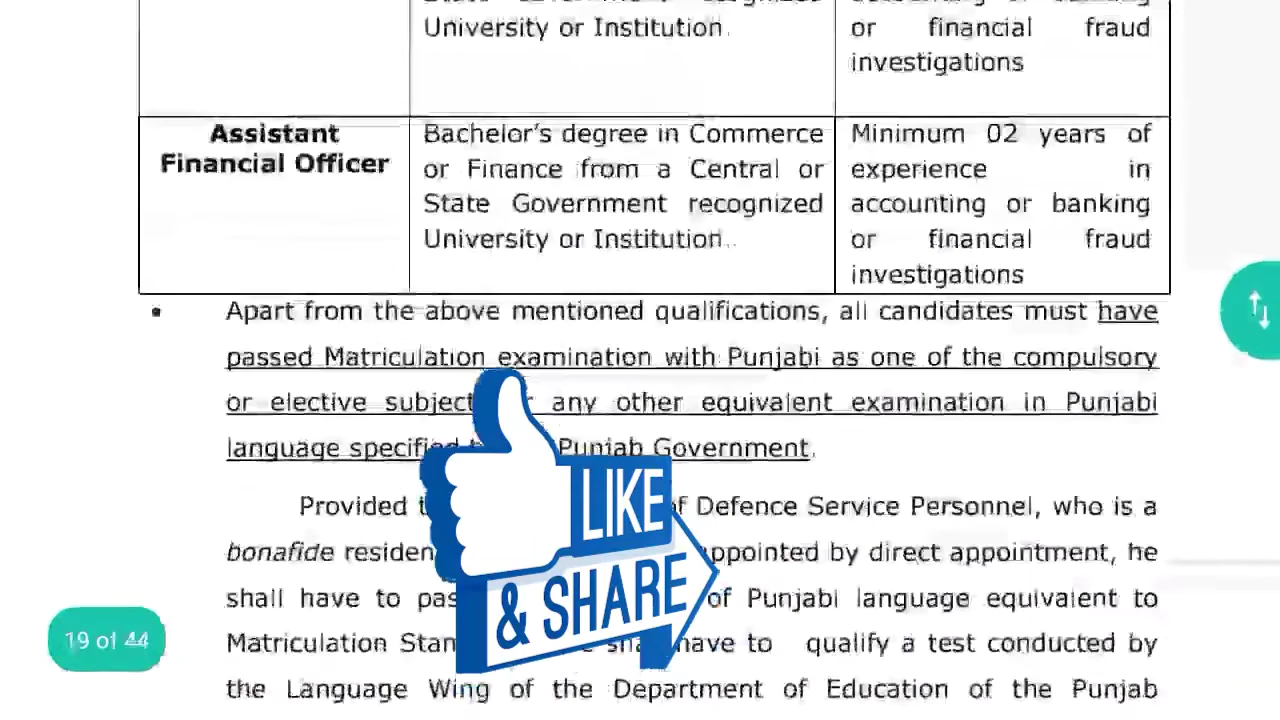 University or Institution.
or financial fraud
investigations
Assistant
Financial Officer
Bachelor's degree in Commerce
or Finance from a Central or
State Government recognized
University or Institution.
Minimum 02 years of
experience in
accounting or banking
or financial fraud
investigations
• Apart from the above mentioned qualifications, all candidates must have
passed Matriculation examination with Punjabi as one of the compulsory
or elective subject any other equivalent examination in Punjabi
language specified Punjab Government.
Provided of Defence Service Personnel, who is a
bonafide appointed by direct appointment, he
shall have to of Punjabi language equivalent to
Matriculation have to qualify a test conducted by
the Language Wing of the Department of Education of the Punjab
LIKE
& SHARE
19 of 44